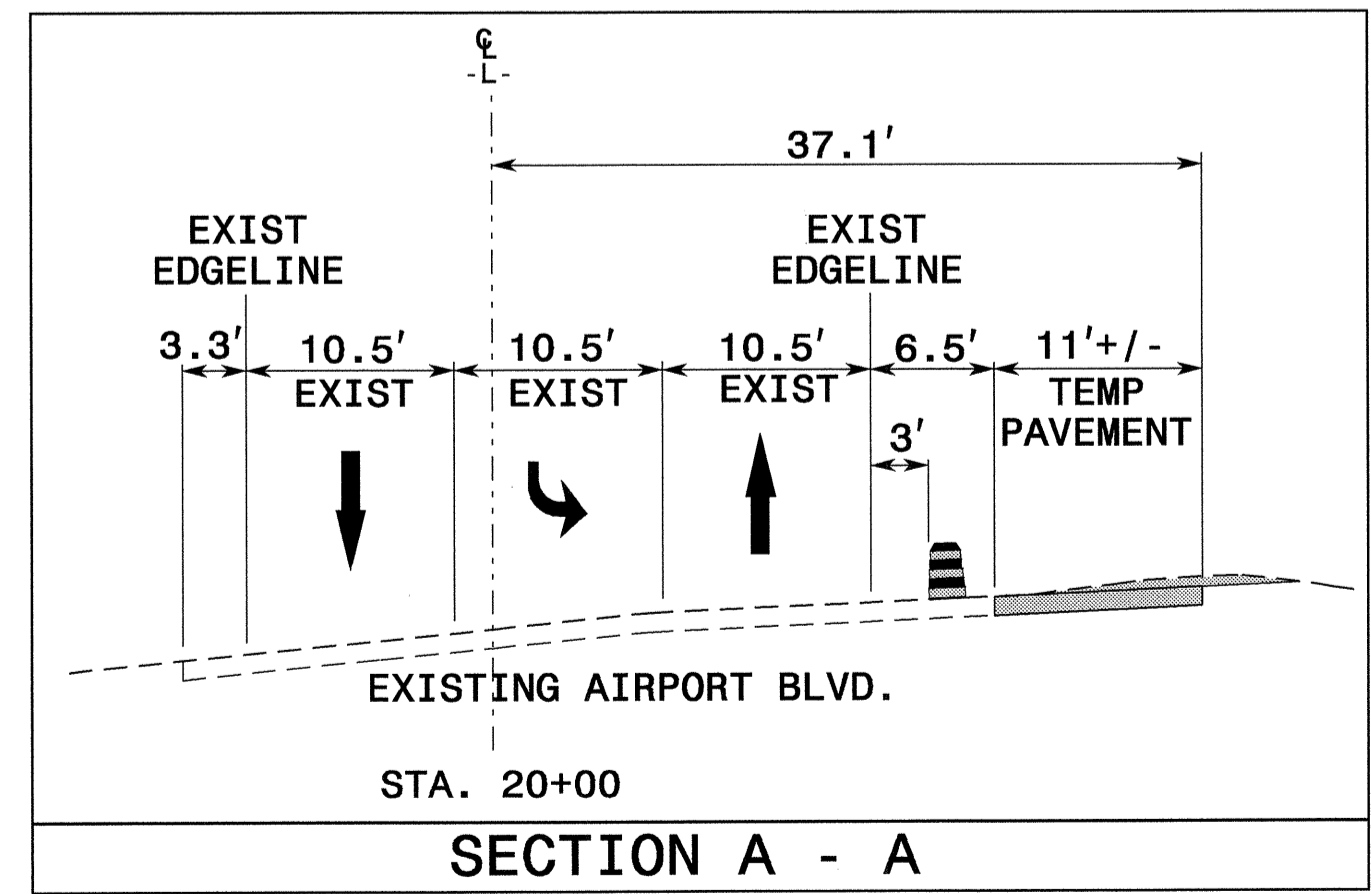 ℄
-L-
37.1'
EXIST
EDGELINE
EXIST
EDGELINE
3.3'
10.5'
EXIST
10.5'
EXIST
10.5'
EXIST
6.5'
11'+/-
TEMP
PAVEMENT
3'
EXISTING AIRPORT BLVD.
STA. 20+00
SECTION A - A